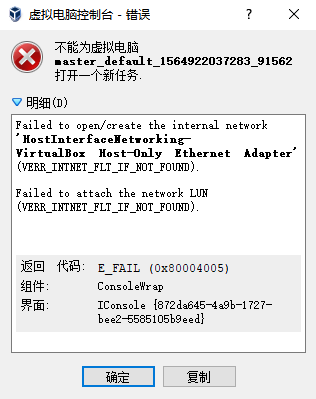 虚拟电脑控制台 - 错误
不能为虚拟电脑
master_default_1564922037283_91562
打开一个新任务.
明细(D)
Failed to open/create the internal network
'HostInterfaceNetworking-
VirtualBox Host-Only Ethernet Adapter'
(VERR_INTNET_FLT_IF_NOT_FOUND).
Failed to attach the network LUN
(VERR_INTNET_FLT_IF_NOT_FOUND).
返回 代码: E_FAIL (0x80004005)
组件: ConsoleWrap
界面: IConsole {872da645-4a9b-1727-
bee2-5585105b9eed}
确定 复制